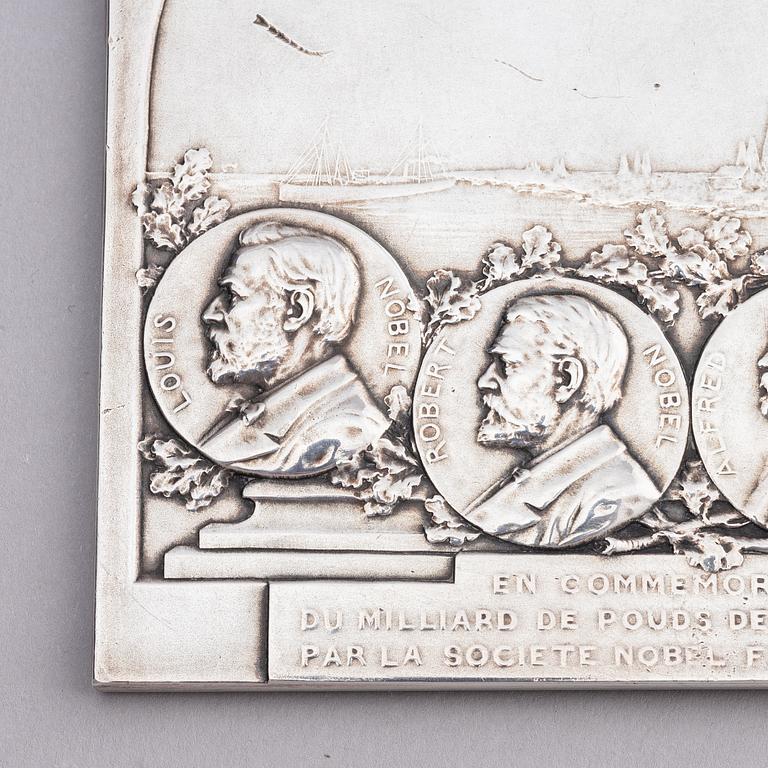 LOUIS NOBEL
ROBERT NOBEL
ALFRED
EN COMMEMOR
DU MILLIARD DE POUDS DE
PAR LA SOCIETE NOBEL F